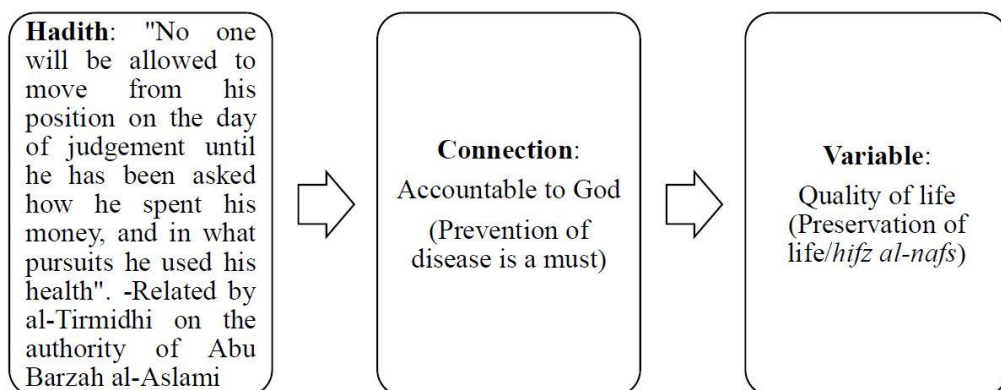 Hadith: "No one
will be allowed to
move from his
position on the day
of judgement until
he has been asked
how he spent his
money, and in what
pursuits he used his
health". -Related by
al-Tirmidhi on the
authority of Abu
Barzah al-Aslami
Connection:
Accountable to God
(Prevention of
disease is a must)
Variable:
Quality of life
(Preservation of
life/hifz al-nafs)